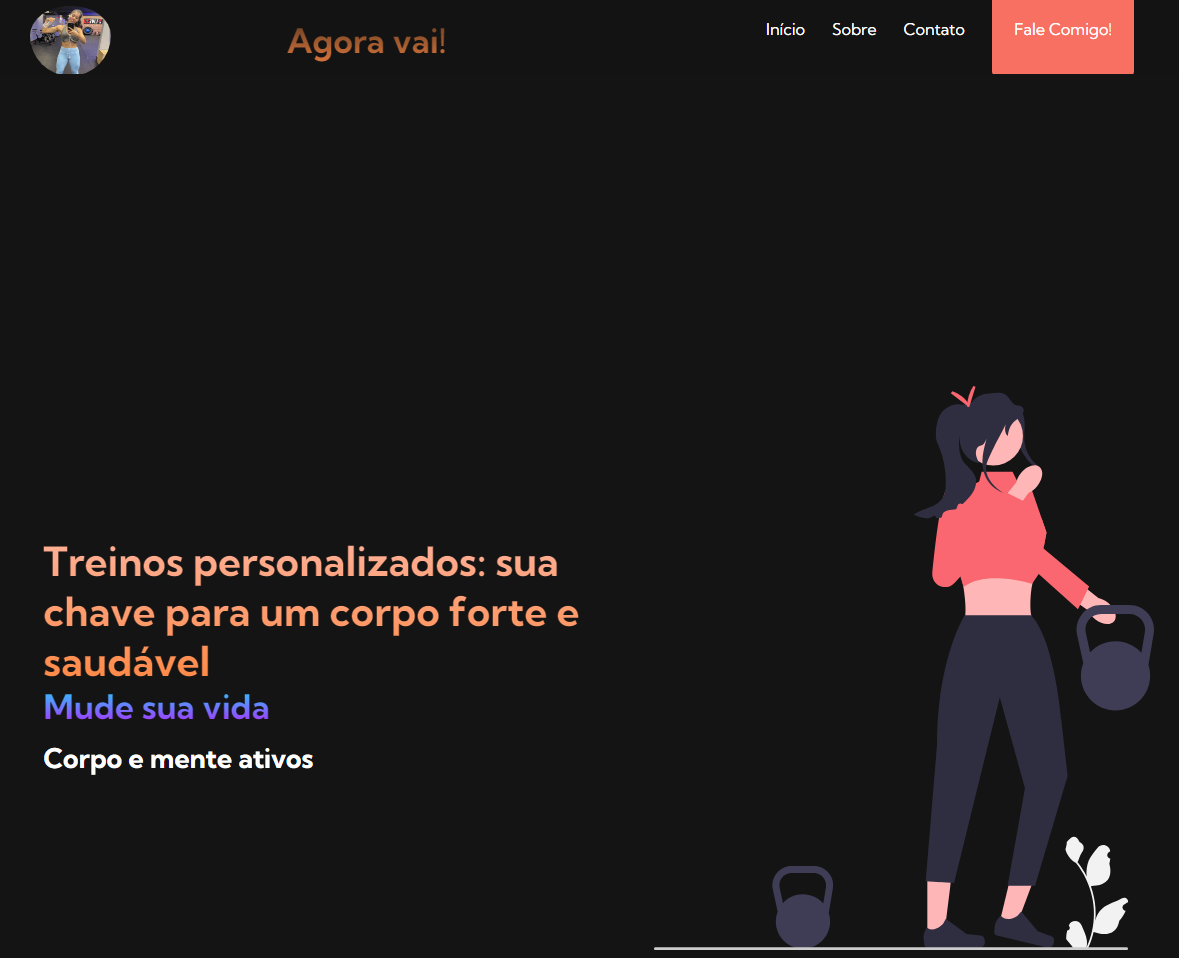 Agora vai!
Início
Sobre
Contato
Fale Comigo!
Treinos personalizados: sua
chave para um corpo forte e
saudável
Mude sua vida
Corpo e mente ativos